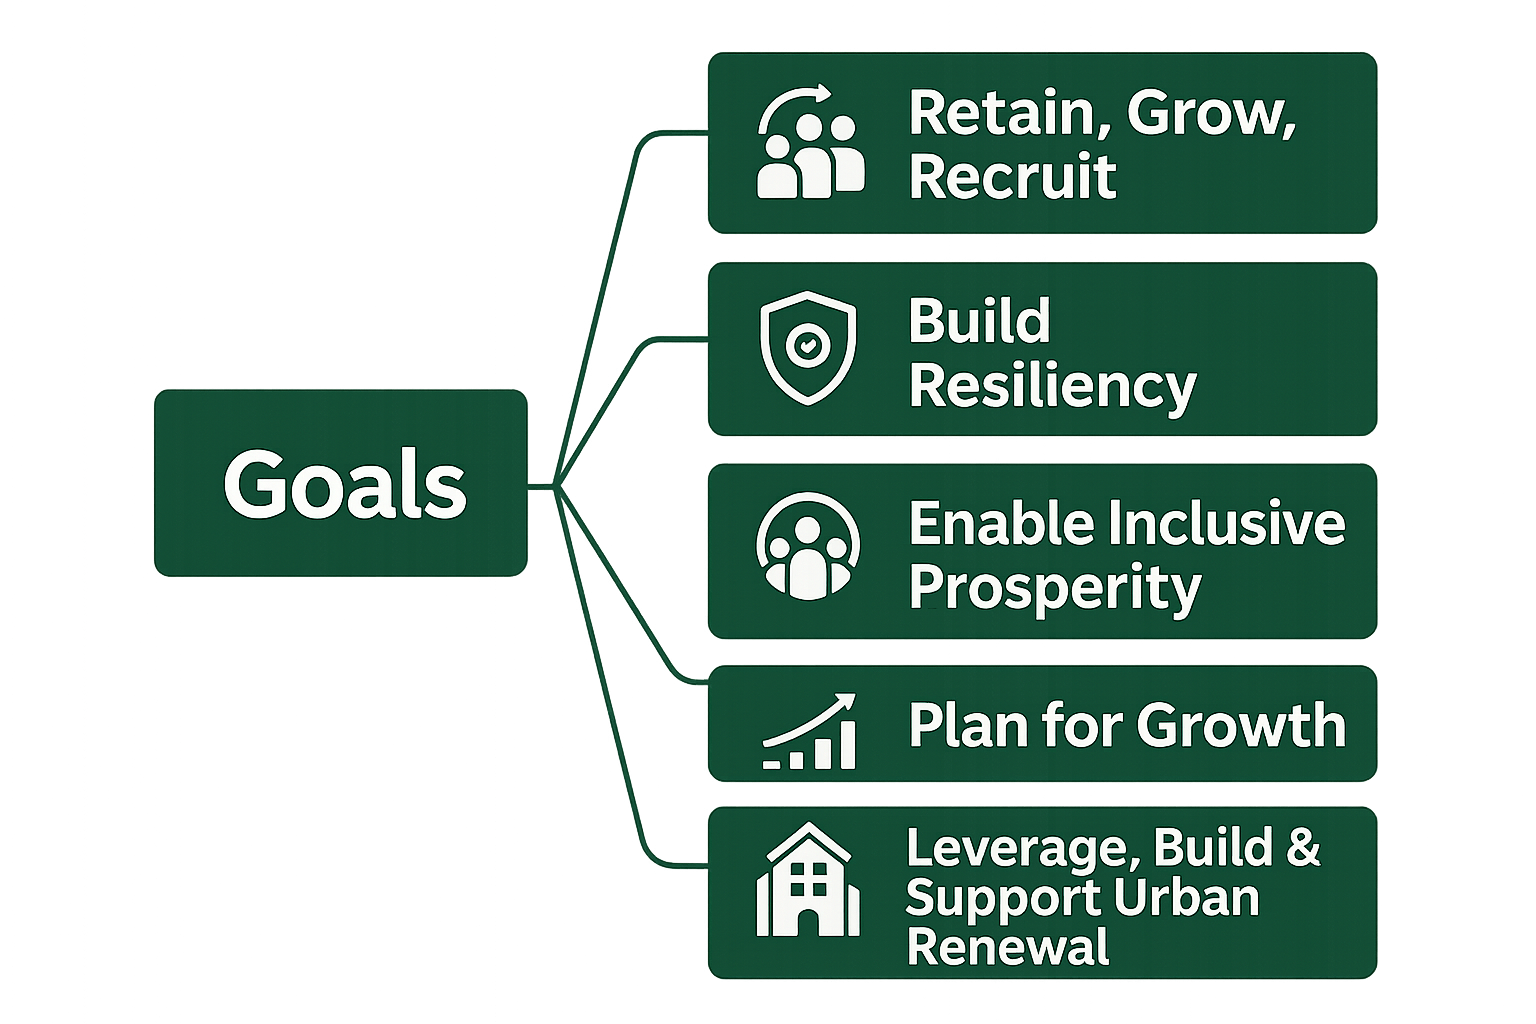 Goals
Retain, Grow,
Recruit
Build
Resiliency
Enable Inclusive
Prosperity
Plan for Growth
Leverage, Build &
Support Urban
Renewal